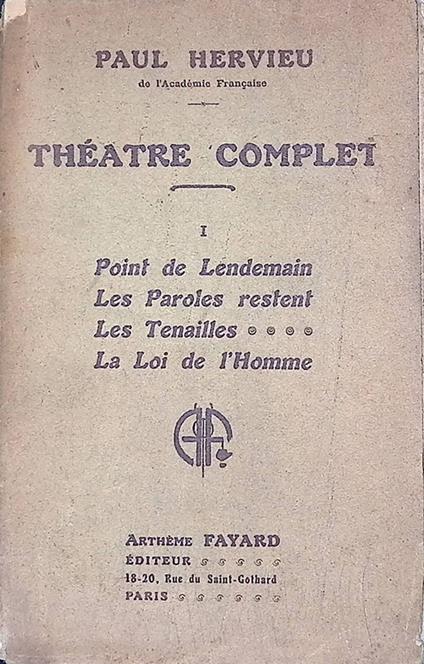 PAUL HERVIEU
de l'Académie Française
THÉATRE COMPLET
I
Point de Lendemain
Les Paroles restent
Les Tenailles
La Loi de l'Homme
ARTHÈME FAYARD
ÉDITEUR
18-20, Rue du Saint-Gothard
PARIS